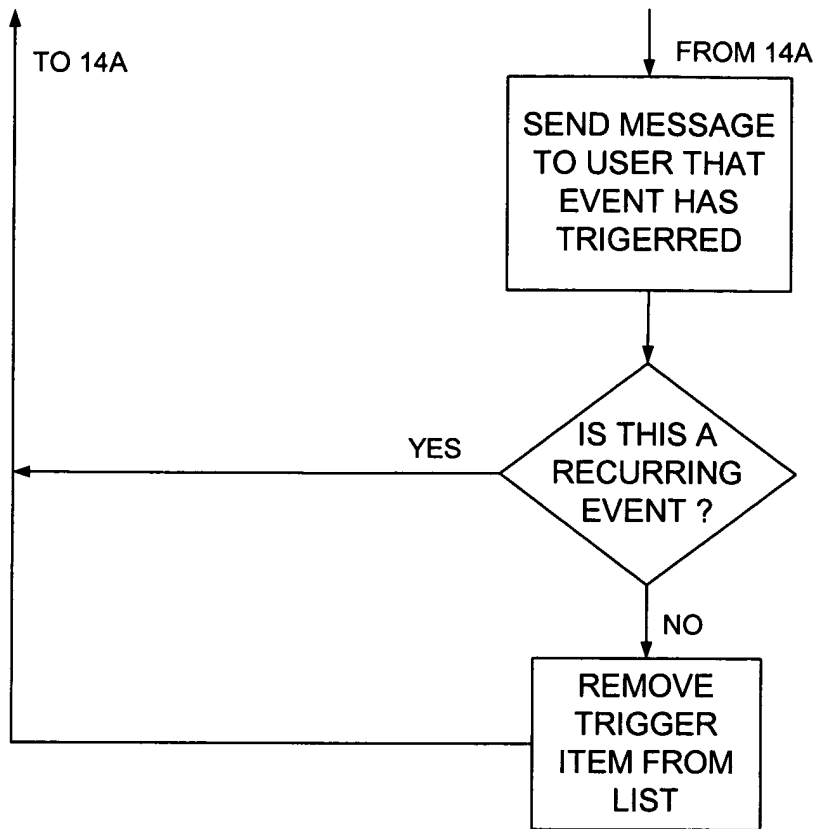 TO 14A
FROM 14A
SEND MESSAGE
TO USER THAT
EVENT HAS
TRIGERRED
YES
IS THIS A
RECURRING
EVENT ?
NO
REMOVE
TRIGGER
ITEM FROM
LIST